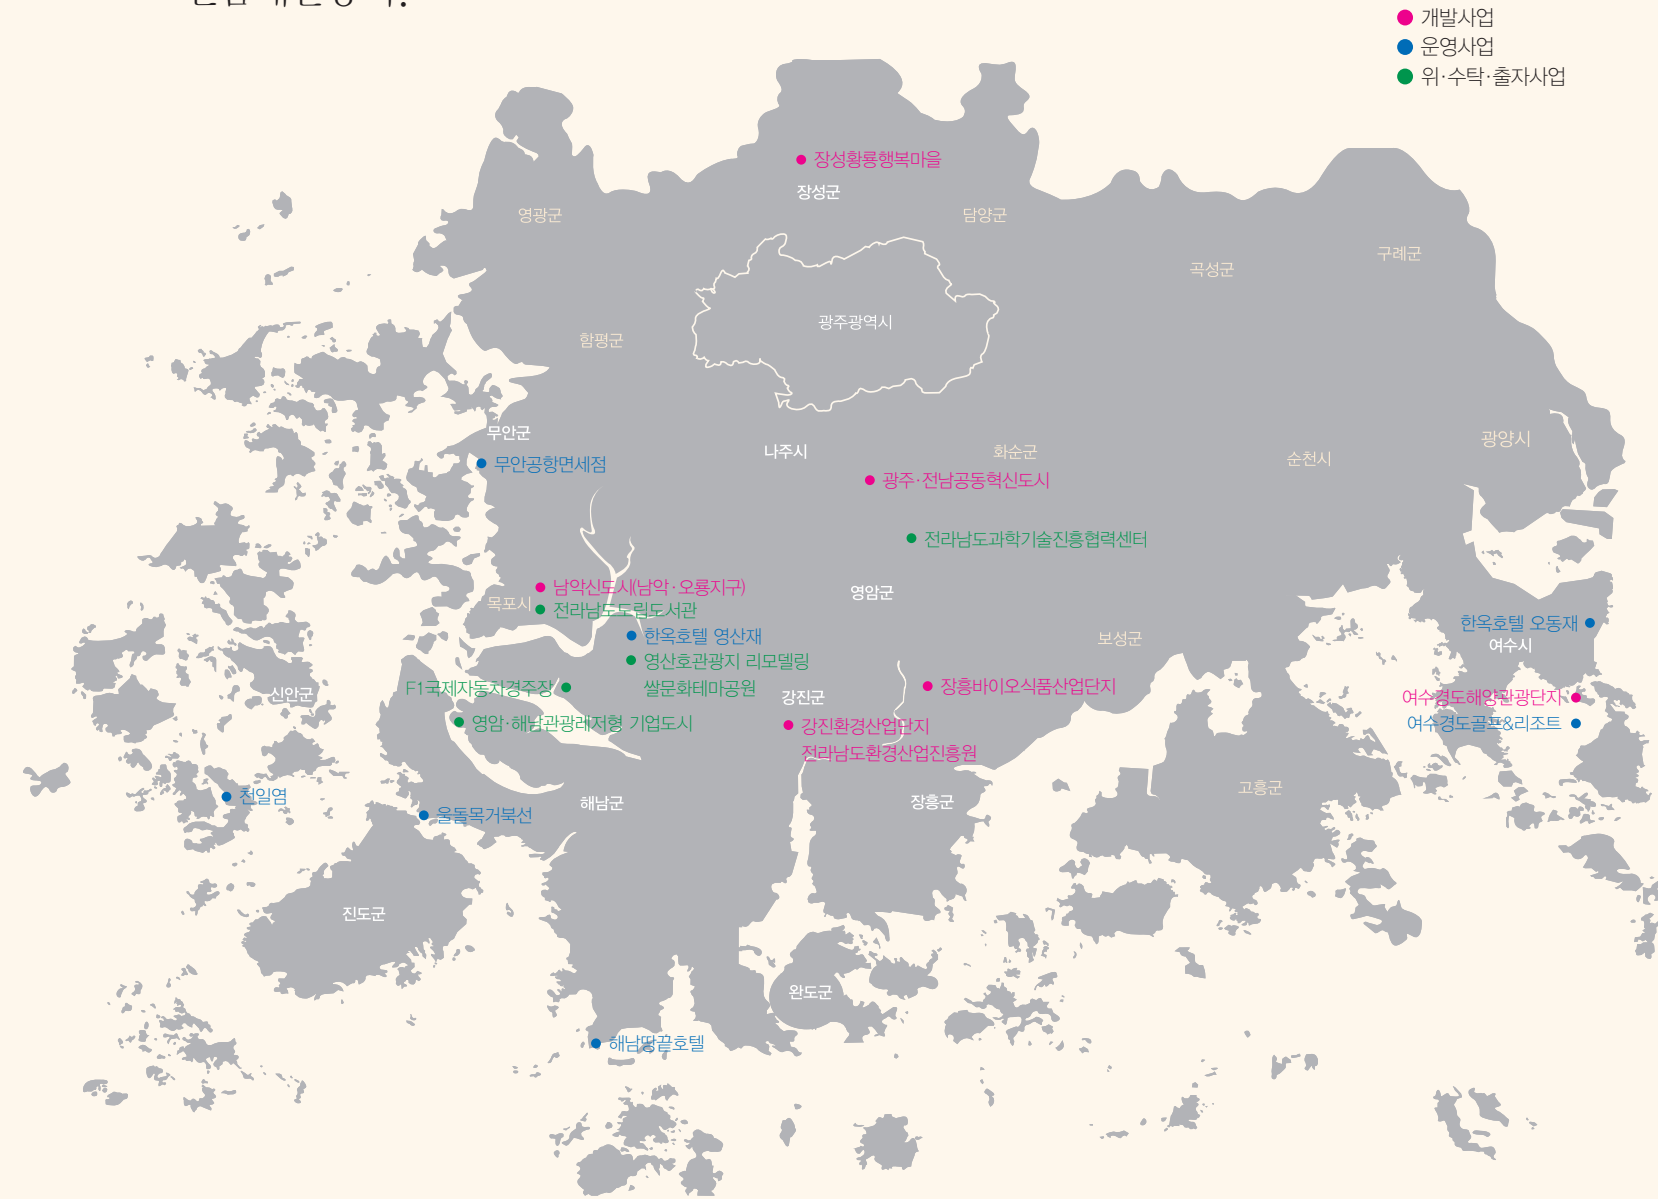 개발사업
운영사업
위·수탁·출자사업
장성황룡행복마을
장성군
영광군
담양군
구례군
곡성군
광주광역시
함평군
무안군
무안공항면세점
나주시
화순군
순천시
광양시
광주·전남공동혁신도시
전라남도과학기술진흥협력센터
영암군
남악신도시(남악·오룡지구)
목포시
전라남도도립도서관
한옥호텔 영산재
영산호관광지 리모델링
쌀문화테마공원
보성군
한옥호텔 오동재
여수시
F1국제자동차경주장
신안군
강진군
장흥바이오식품산업단지
여수경도해양관광단지
여수경도골프&리조트
영암·해남관광레저형 기업도시
강진환경산업단지
전라남도환경산업진흥원
천일염
울돌목거북선
해남군
장흥군
고흥군
진도군
완도군
해남땅끝호텔